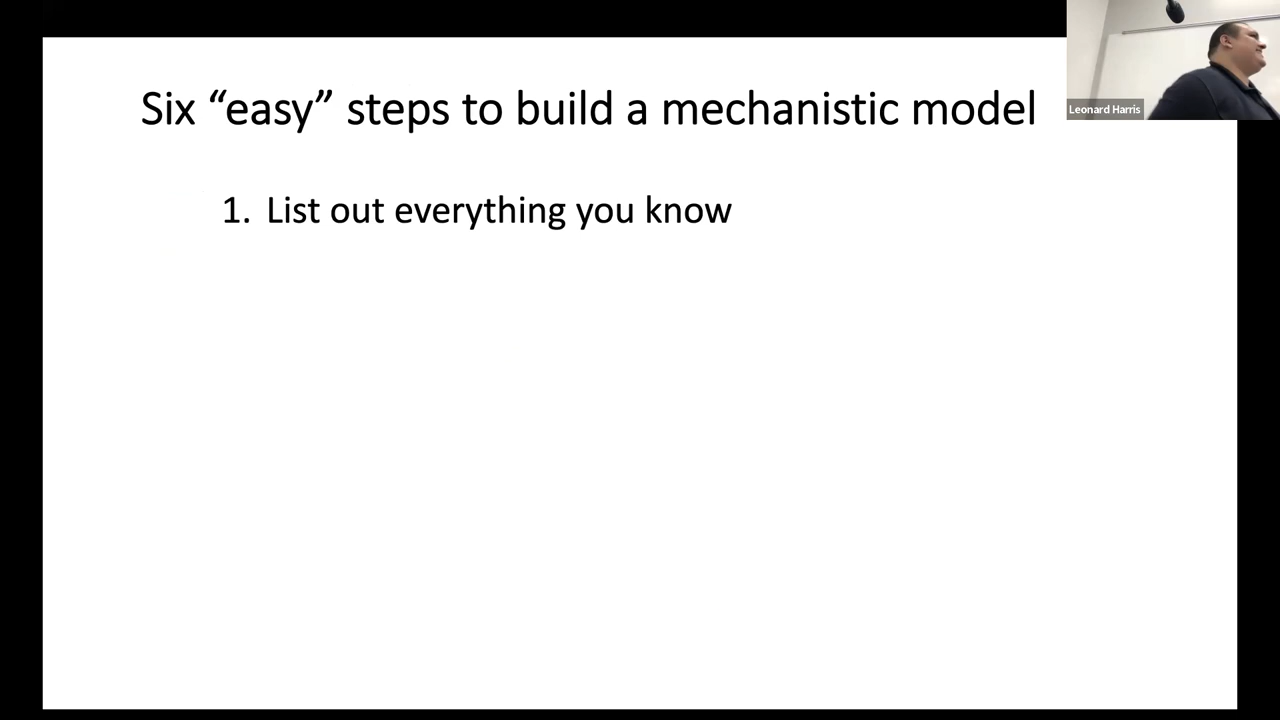 Six “easy” steps to build a mechanistic model
Leonard Harris
1. List out everything you know